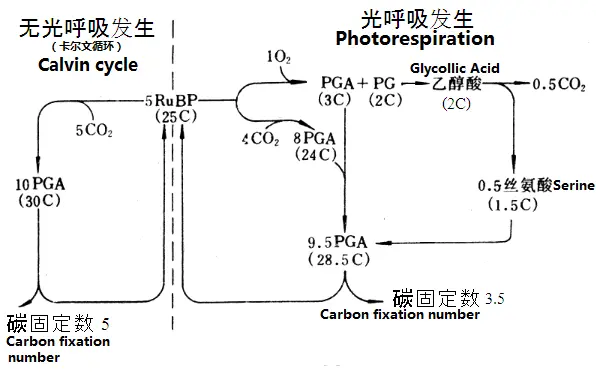 无光呼吸发生
（卡尔文循环）
Calvin cycle
光呼吸发生
Photorespiration
1O₂
PGA + PG
(3C) (2C)
Glycollic Acid
乙醇酸
(2C)
0.5CO₂
5RuBP
(25C)
5CO₂
4CO₂
8PGA
(24C)
10PGA
(30C)
0.5丝氨酸Serine
(1.5C)
9.5PGA
(28.5C)
碳固定数 5
Carbon fixation
number
碳固定数 3.5
Carbon fixation number